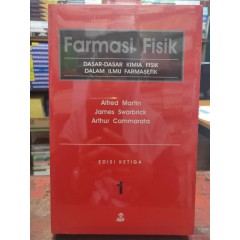 Farmasi Fisik
DASAR-DASAR KIMIA FISIK
DALAM ILMU FARMASETIK
Alfred Martin
James Swarbrick
Arthur Cammarata
EDISI KETIGA
1